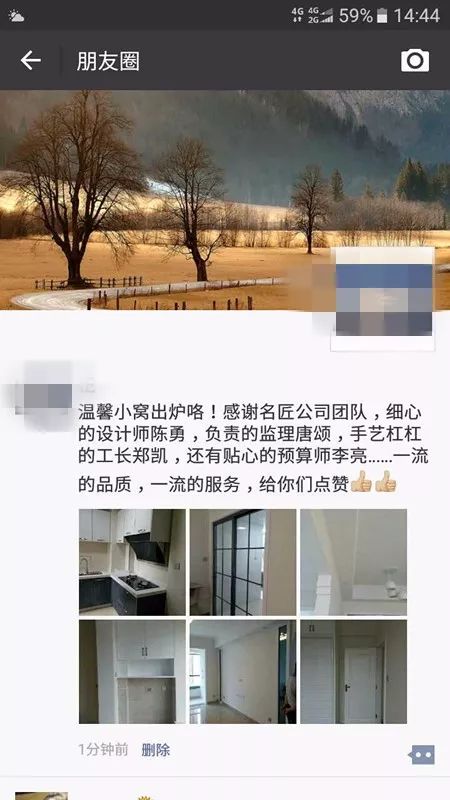 4G 4G 2G 59% 14:44
朋友圈
温馨小窝出炉咯！感谢名匠公司团队，细心
的设计师陈勇，负责的监理唐颂，手艺杠杠
的工长郑凯，还有贴心的预算师李亮……一流
的品质，一流的服务，给你们点赞👍👍
1分钟前 删除